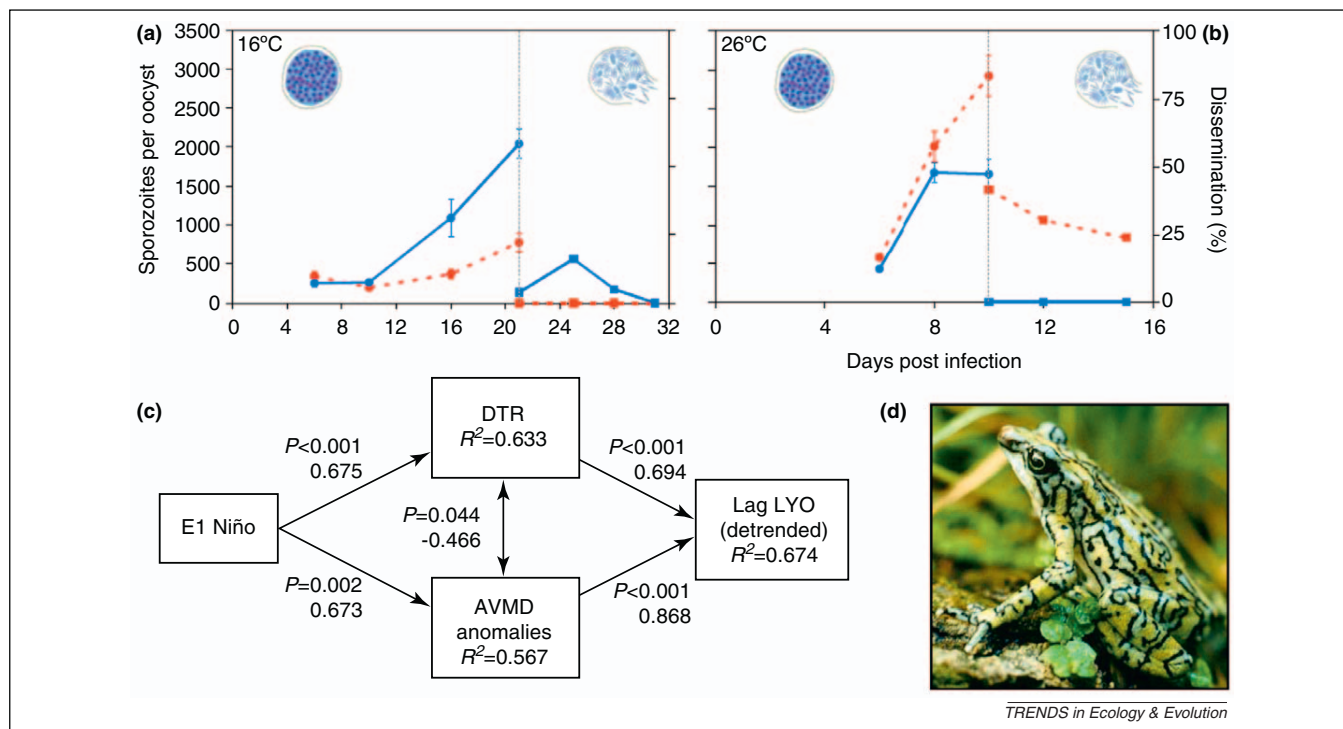 (a)
16ºC
Sporozoites per oocyst
3500
3000
2500
2000
1500
1000
500
0
0 4 8 12 16 20 24 28 32
26ºC
(b)
100
75
50
25
0
Dissemination (%)
0 4 8 12 16
Days post infection
(c)
E1 Niño
P<0.001
0.675
P=0.002
0.673
DTR
R²=0.633
P=0.044
-0.466
AVMD
anomalies
R²=0.567
P<0.001
0.694
P<0.001
0.868
Lag LYO
(detrended)
R²=0.674
(d)
TRENDS in Ecology & Evolution